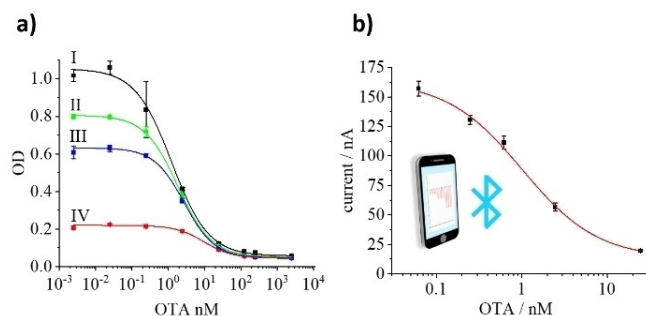 a)
I
II
III
IV
OD
1.0
0.8
0.6
0.4
0.2
0.0
10⁻³ 10⁻² 10⁻¹ 10⁰ 10¹ 10² 10³ 10⁴
OTA nM
b)
current / nA
175
150
125
100
75
50
25
0
0.1 1 10
OTA / nM